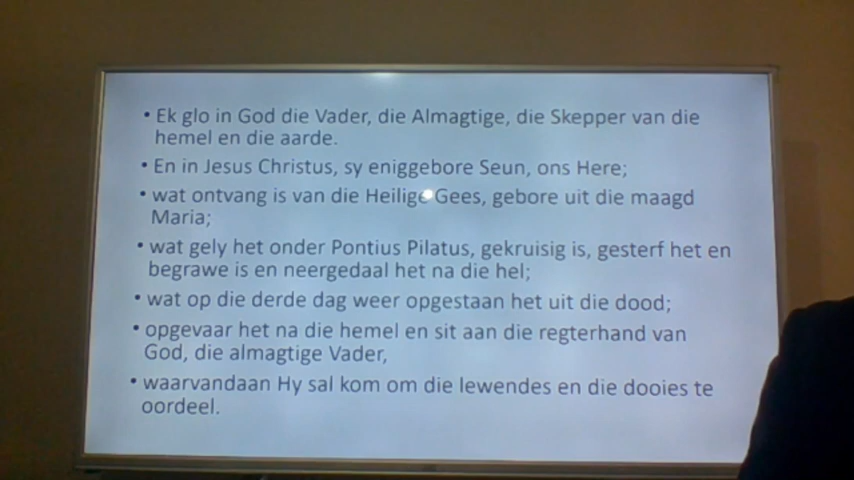 • Ek glo in God die Vader, die Almagtige, die Skepper van die
hemel en die aarde.
• En in Jesus Christus, sy eniggebore Seun, ons Here;
• wat ontvang is van die Heilige Gees, gebore uit die maagd
Maria;
• wat gely het onder Pontius Pilatus, gekruisig is, gesterf het en
begrawe is en neergedaal het na die hel;
• wat op die derde dag weer opgestaan het uit die dood;
• opgevaar het na die hemel en sit aan die regterhand van
God, die almagtige Vader,
• waarvandaan Hy sal kom om die lewendes en die dooies te
oordeel.